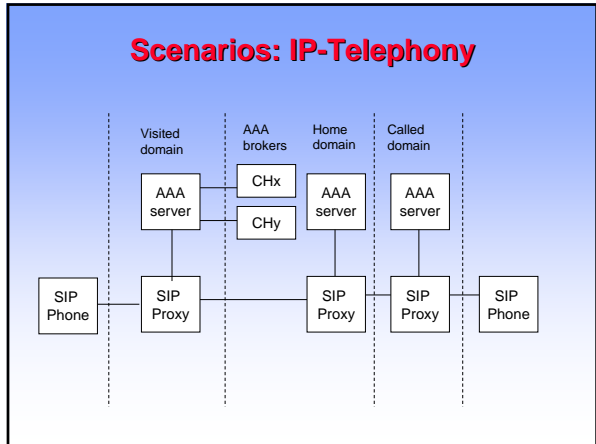 Scenarios: IP-Telephony
Visited
domain
AAA
brokers
Home
domain
Called
domain
AAA
server
CHx
CHy
AAA
server
AAA
server
SIP
Phone
SIP
Proxy
SIP
Proxy
SIP
Proxy
SIP
Phone